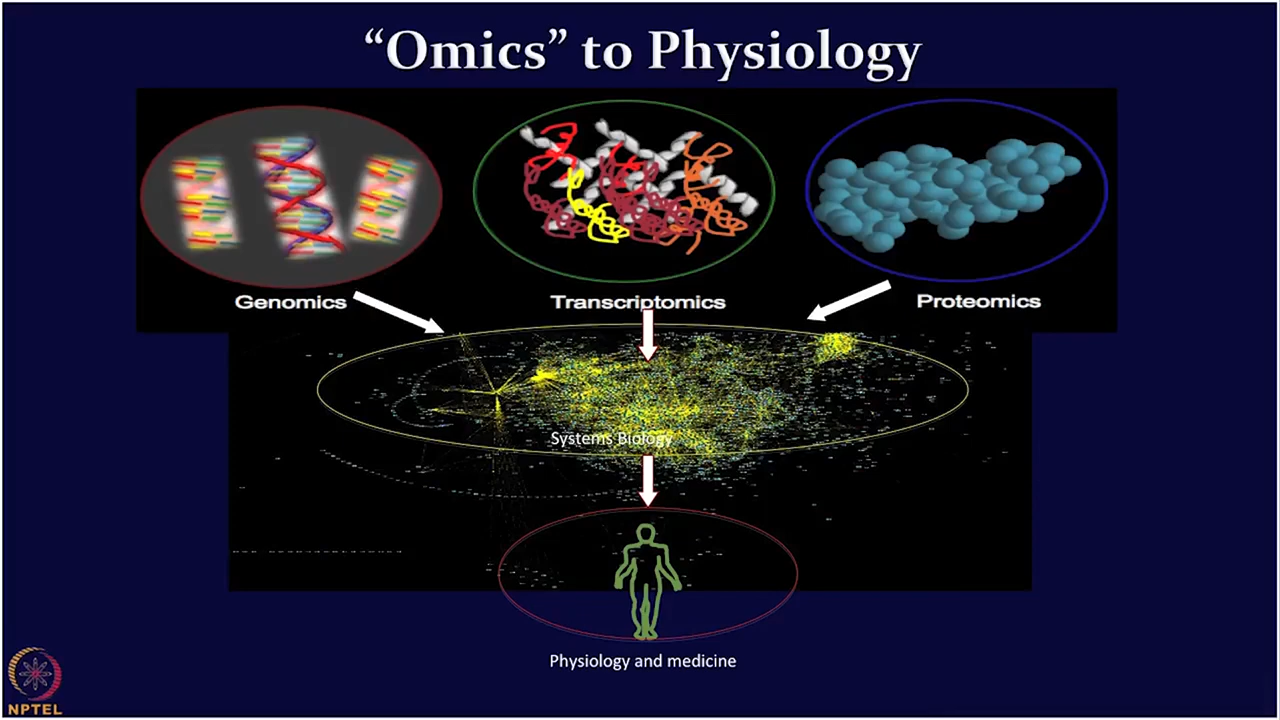 “Omics” to Physiology
Genomics
Transcriptomics
Proteomics
Systems Biology
Physiology and medicine
NPTEL